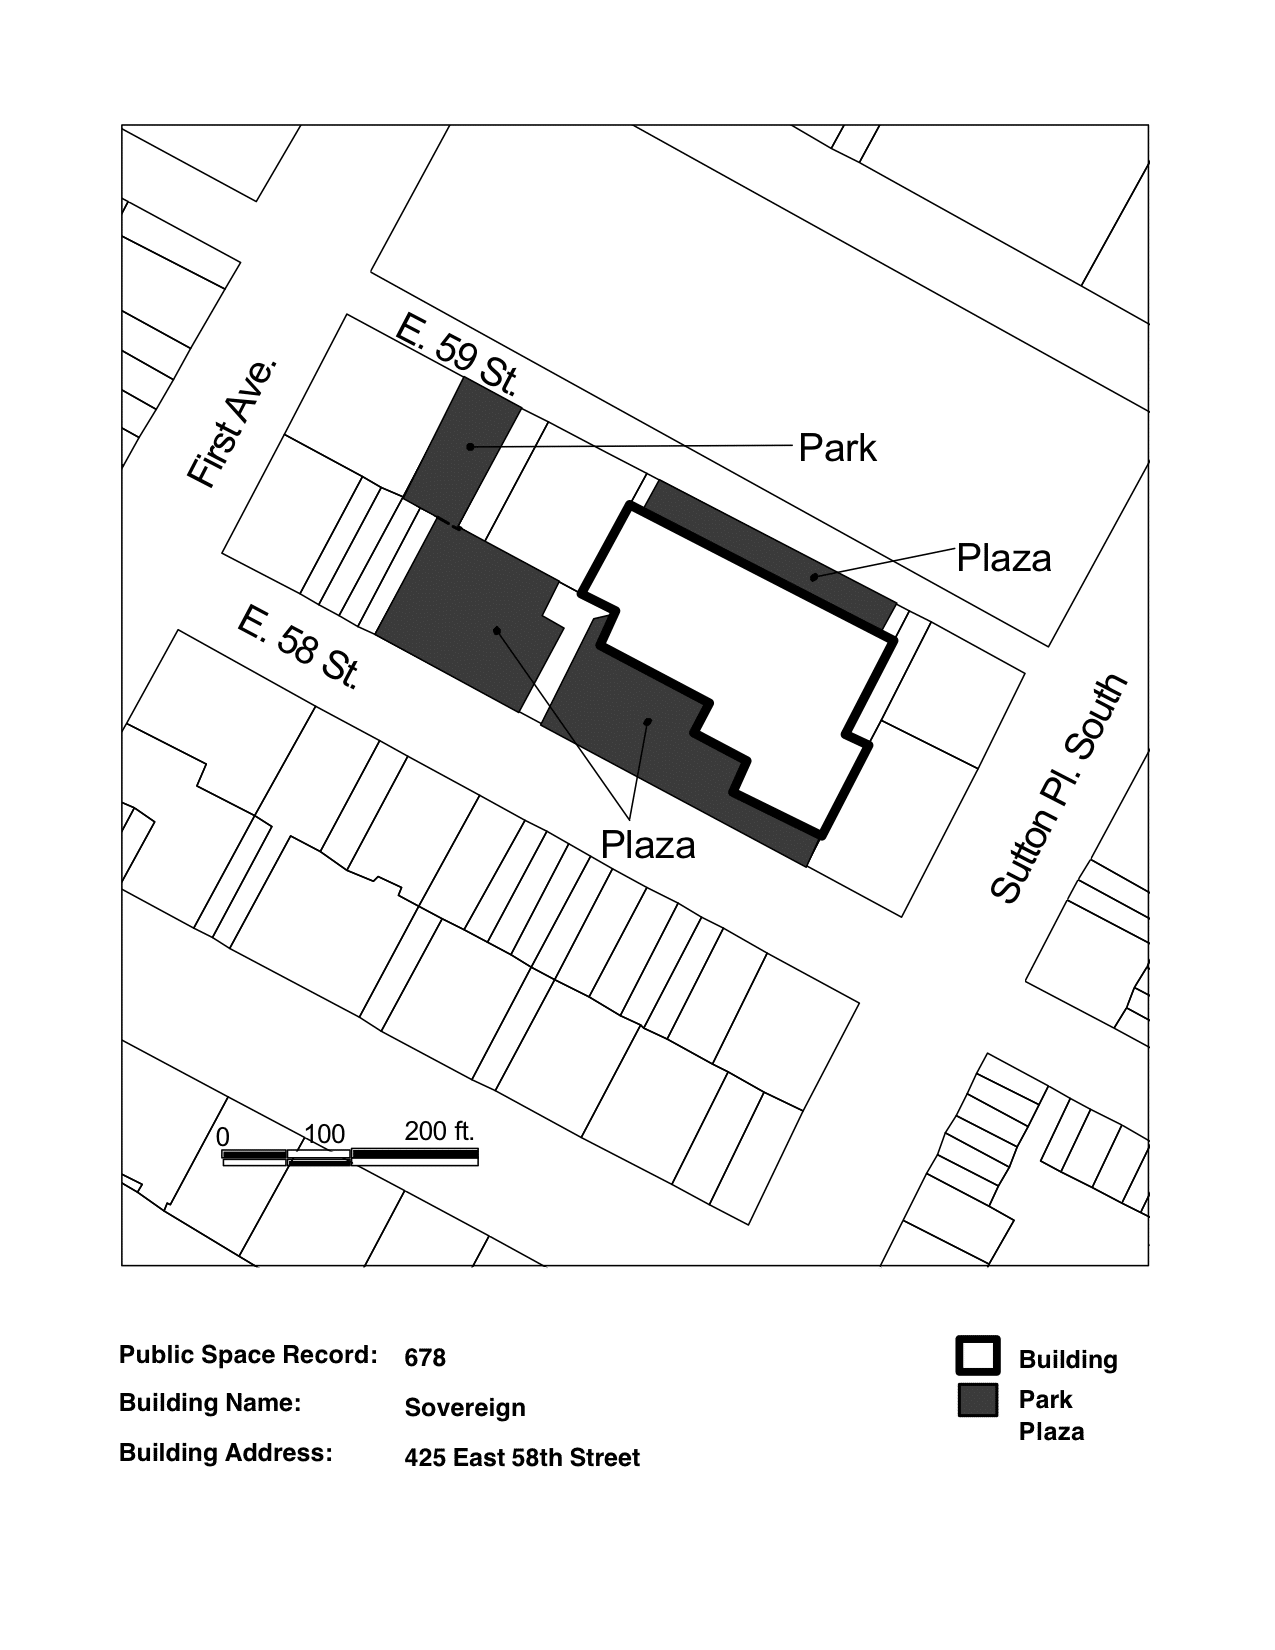 E. 59 St.
First Ave.
Park
Plaza
E. 58 St.
Sutton Pl. South
Plaza
0 100 200 ft.
Public Space Record: 678
Building Name: Sovereign
Building Address: 425 East 58th Street
Building
Park
Plaza